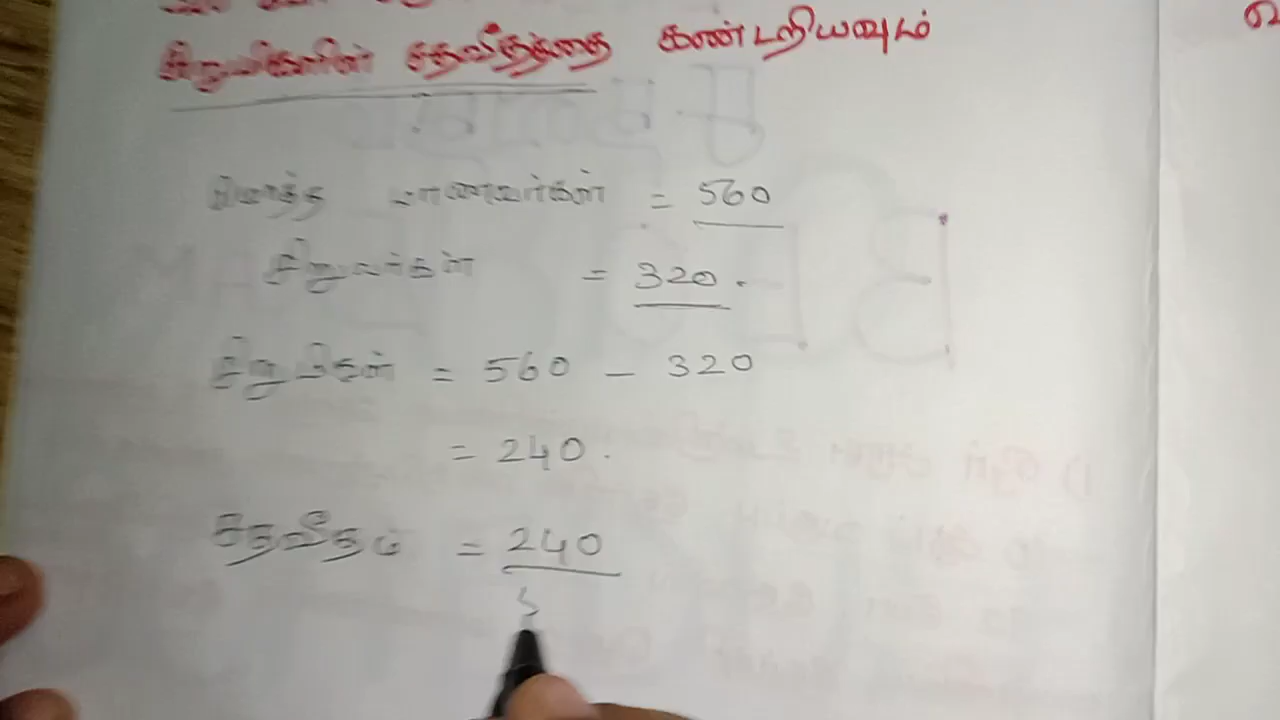 சிறுமிகளின் சதவீதத்தை கண்டறியவும்
மொத்த மாணவர்கள் = 560
சிறுவர்கள் = 320.
சிறுமிகள் = 560 - 320
= 240.
சதவீதம் = 240
5